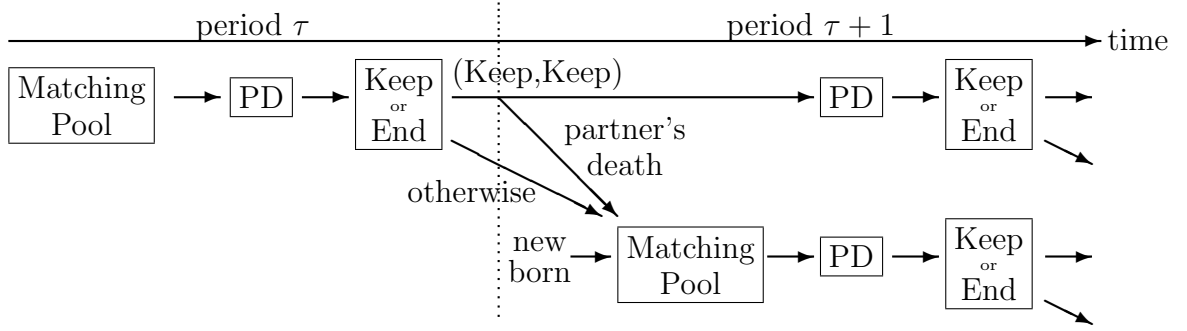 period τ
period τ + 1
time
Matching
Pool
PD
Keep
or
End
(Keep,Keep)
PD
Keep
or
End
partner's
death
otherwise
new
born
Matching
Pool
PD
Keep
or
End